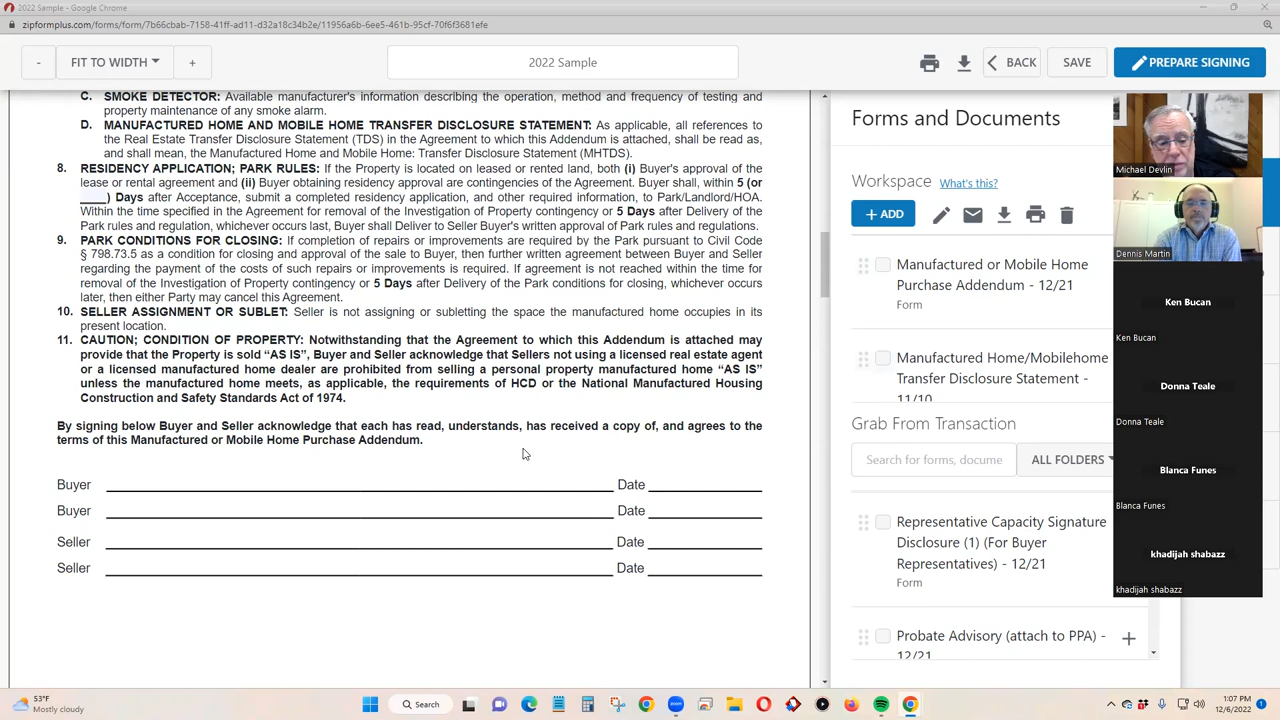 2022 Sample - Google Chrome
zipformplus.com/forms/form/7b66cbab-7158-41ff-ad11-d32a18c34b2e/11956a6b-6ee5-461b-95cf-70f6f3681efe
- FIT TO WIDTH +
2022 Sample
BACK SAVE PREPARE SIGNING
C. SMOKE DETECTOR: Available manufacturer's information describing the operation, method and frequency of testing and
property maintenance of any smoke alarm.
D. MANUFACTURED HOME AND MOBILE HOME TRANSFER DISCLOSURE STATEMENT: As applicable, all references to
the Real Estate Transfer Disclosure Statement (TDS) in the Agreement to which this Addendum is attached, shall be read as,
and shall mean, the Manufactured Home and Mobile Home: Transfer Disclosure Statement (MHTDS).
8. RESIDENCY APPLICATION; PARK RULES: If the Property is located on leased or rented land, both (i) Buyer's approval of the
lease or rental agreement and (ii) Buyer obtaining residency approval are contingencies of the Agreement. Buyer shall, within 5 (or
____) Days after Acceptance, submit a completed residency application, and other required information, to Park/Landlord/HOA.
Within the time specified in the Agreement for removal of the Investigation of Property contingency or 5 Days after Delivery of the
Park rules and regulation, whichever occurs last, Buyer shall Deliver to Seller Buyer's written approval of Park rules and regulations.
9. PARK CONDITIONS FOR CLOSING: If completion of repairs or improvements are required by the Park pursuant to Civil Code
§ 798.73.5 as a condition for closing and approval of the sale to Buyer, then further written agreement between Buyer and Seller
regarding the payment of the costs of such repairs or improvements is required. If agreement is not reached within the time for
removal of the Investigation of Property contingency or 5 Days after Delivery of the Park conditions for closing, whichever occurs
later, then either Party may cancel this Agreement.
10. SELLER ASSIGNMENT OR SUBLET: Seller is not assigning or subletting the space the manufactured home occupies in its
present location.
11. CAUTION; CONDITION OF PROPERTY: Notwithstanding that the Agreement to which this Addendum is attached may
provide that the Property is sold “AS IS”, Buyer and Seller acknowledge that Sellers not using a licensed real estate agent
or a licensed manufactured home dealer are prohibited from selling a personal property manufactured home “AS IS”
unless the manufactured home meets, as applicable, the requirements of HCD or the National Manufactured Housing
Construction and Safety Standards Act of 1974.
By signing below Buyer and Seller acknowledge that each has read, understands, has received a copy of, and agrees to the
terms of this Manufactured or Mobile Home Purchase Addendum.
Buyer Date
Buyer Date
Seller Date
Seller Date
Forms and Documents
Workspace What's this?
+ ADD
Manufactured or Mobile Home
Purchase Addendum - 12/21
Form
Manufactured Home/Mobilehome
Transfer Disclosure Statement -
11/10
Grab From Transaction
Search for forms, docume
ALL FOLDERS
Representative Capacity Signature
Disclosure (1) (For Buyer
Representatives) - 12/21
Form
Probate Advisory (attach to PPA) -
12/21
Michael Devlin
Dennis Martin
Ken Bucan
Ken Bucan
Donna Teale
Donna Teale
Blanca Funes
Blanca Funes
khadijah shabazz
khadijah shabazz
53°F
Mostly cloudy
Search
1:07 PM
12/6/2022